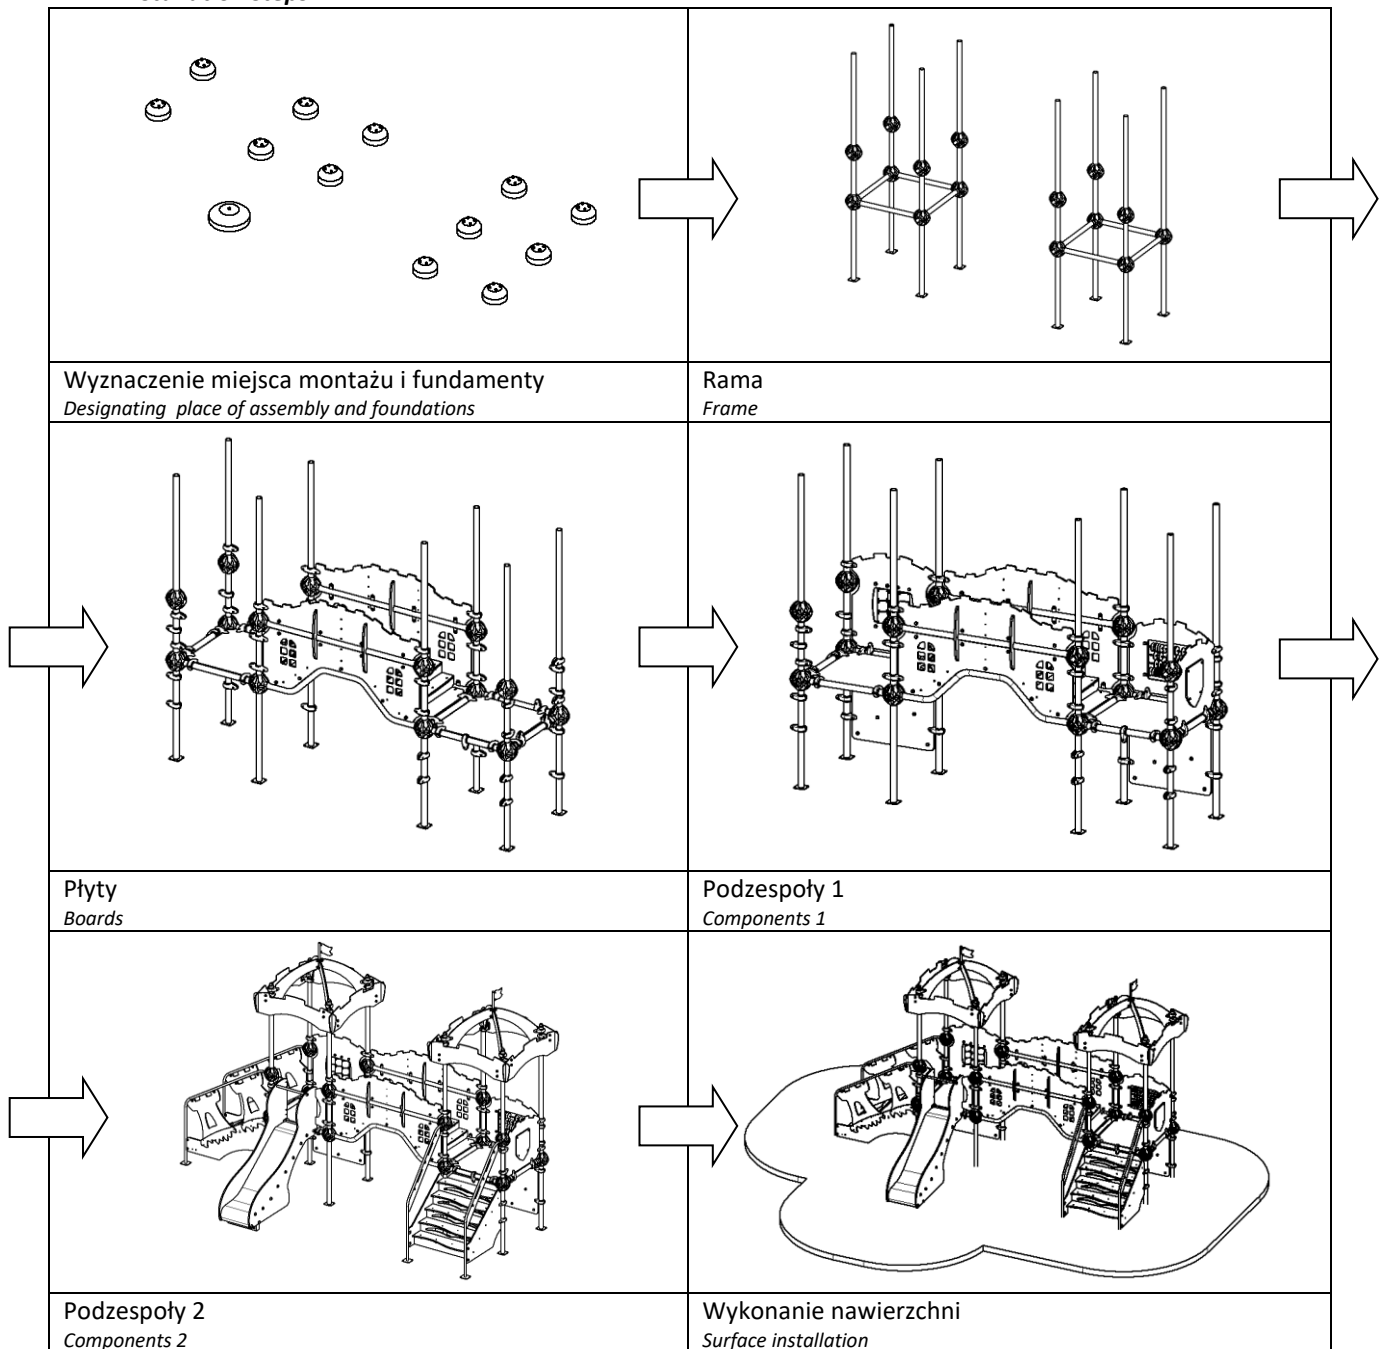 Wyznaczenie miejsca montażu i fundamenty
Designating place of assembly and foundations
Rama
Frame
Płyty
Boards
Podzespoły 1
Components 1
Podzespoły 2
Components 2
Wykonanie nawierzchni
Surface installation